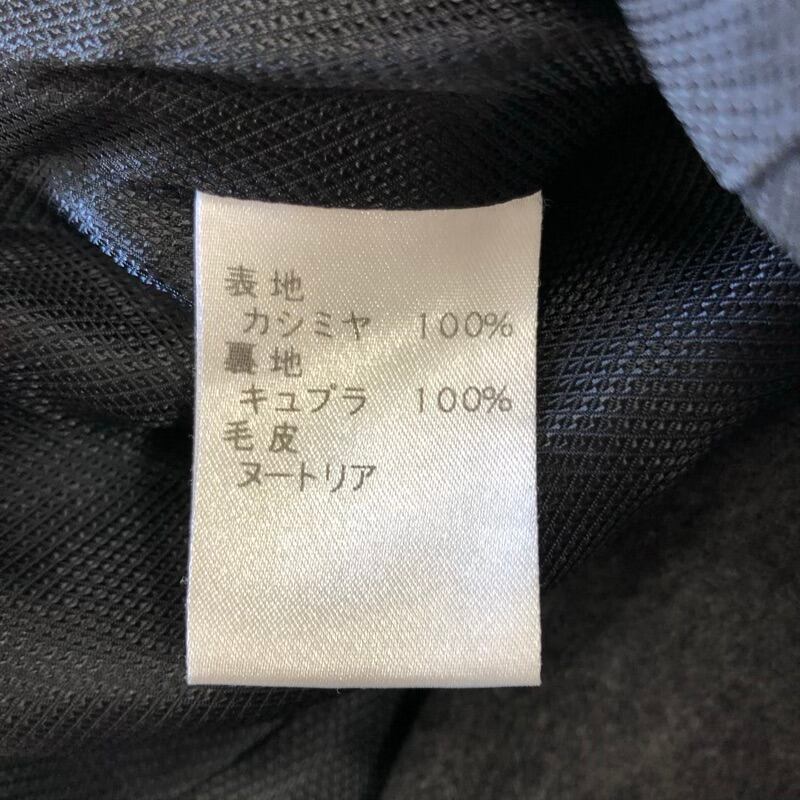 表地
カシミヤ 100%
裏地
キュプラ 100%
毛皮
ヌートリア